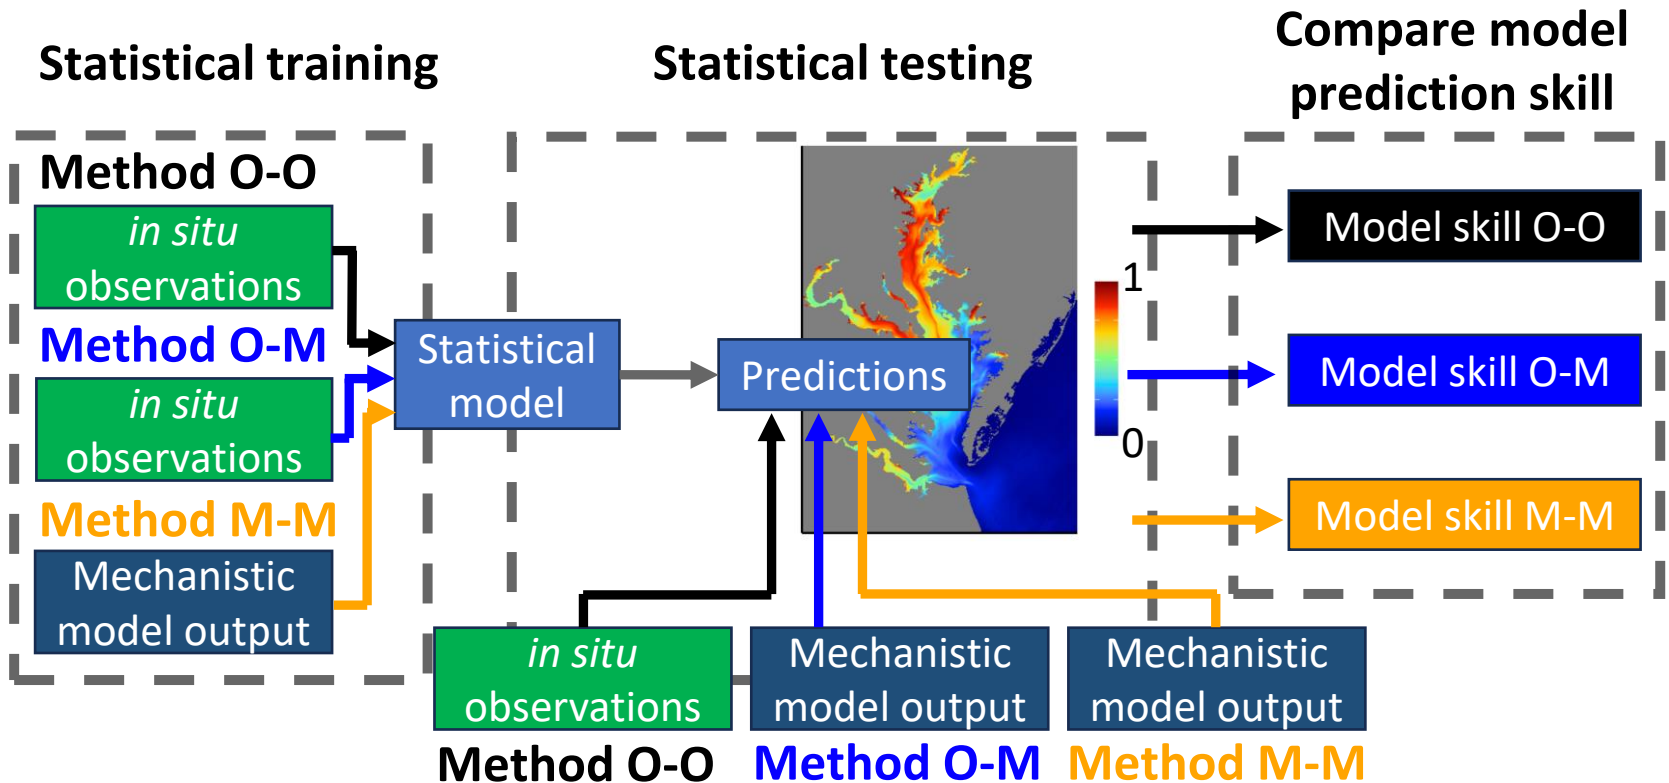 Statistical training
Method O-O
in situ
observations
Method O-M
in situ
observations
Method M-M
Mechanistic
model output
Statistical
model
Statistical testing
Predictions
1
0
in situ
observations
Method O-O
Mechanistic
model output
Method O-M
Mechanistic
model output
Method M-M
Compare model
prediction skill
Model skill O-O
Model skill O-M
Model skill M-M